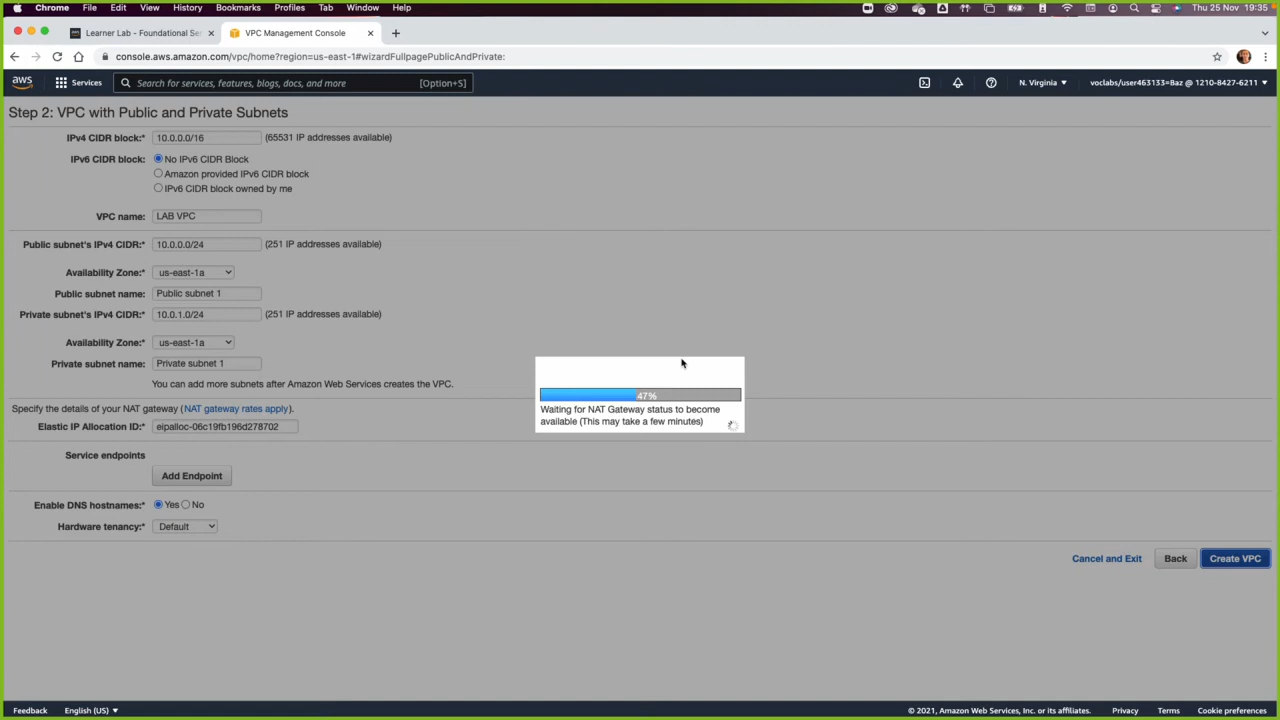 Chrome File Edit View History Bookmarks Profiles Tab Window Help Thu 25 Nov 19:35
Learner Lab - Foundational Se × VPC Management Console × +
console.aws.amazon.com/vpc/home?region=us-east-1#wizardFullpagePublicAndPrivate:
aws Services Search for services, features, blogs, docs, and more [Option+S] N. Virginia voclabs/user463133=8az @ 1210-8427-6211
Step 2: VPC with Public and Private Subnets
IPv4 CIDR block:* 10.0.0.0/16 (65531 IP addresses available)
IPv6 CIDR block: No IPv6 CIDR Block
Amazon provided IPv6 CIDR block
IPv6 CIDR block owned by me
VPC name: LAB VPC
Public subnet's IPv4 CIDR:* 10.0.0.0/24 (251 IP addresses available)
Availability Zone:* us-east-1a
Public subnet name: Public subnet 1
Private subnet's IPv4 CIDR:* 10.0.1.0/24 (251 IP addresses available)
Availability Zone:* us-east-1a
Private subnet name: Private subnet 1
You can add more subnets after Amazon Web Services creates the VPC.
47%
Waiting for NAT Gateway status to become
available (This may take a few minutes)
Specify the details of your NAT gateway (NAT gateway rates apply).
Elastic IP Allocation ID:* eipalloc-06c19fb196d278702
Service endpoints
Add Endpoint
Enable DNS hostnames:* Yes No
Hardware tenancy:* Default
Cancel and Exit Back Create VPC
Feedback English (US) © 2021, Amazon Web Services, Inc. or its affiliates. Privacy Terms Cookie preferences